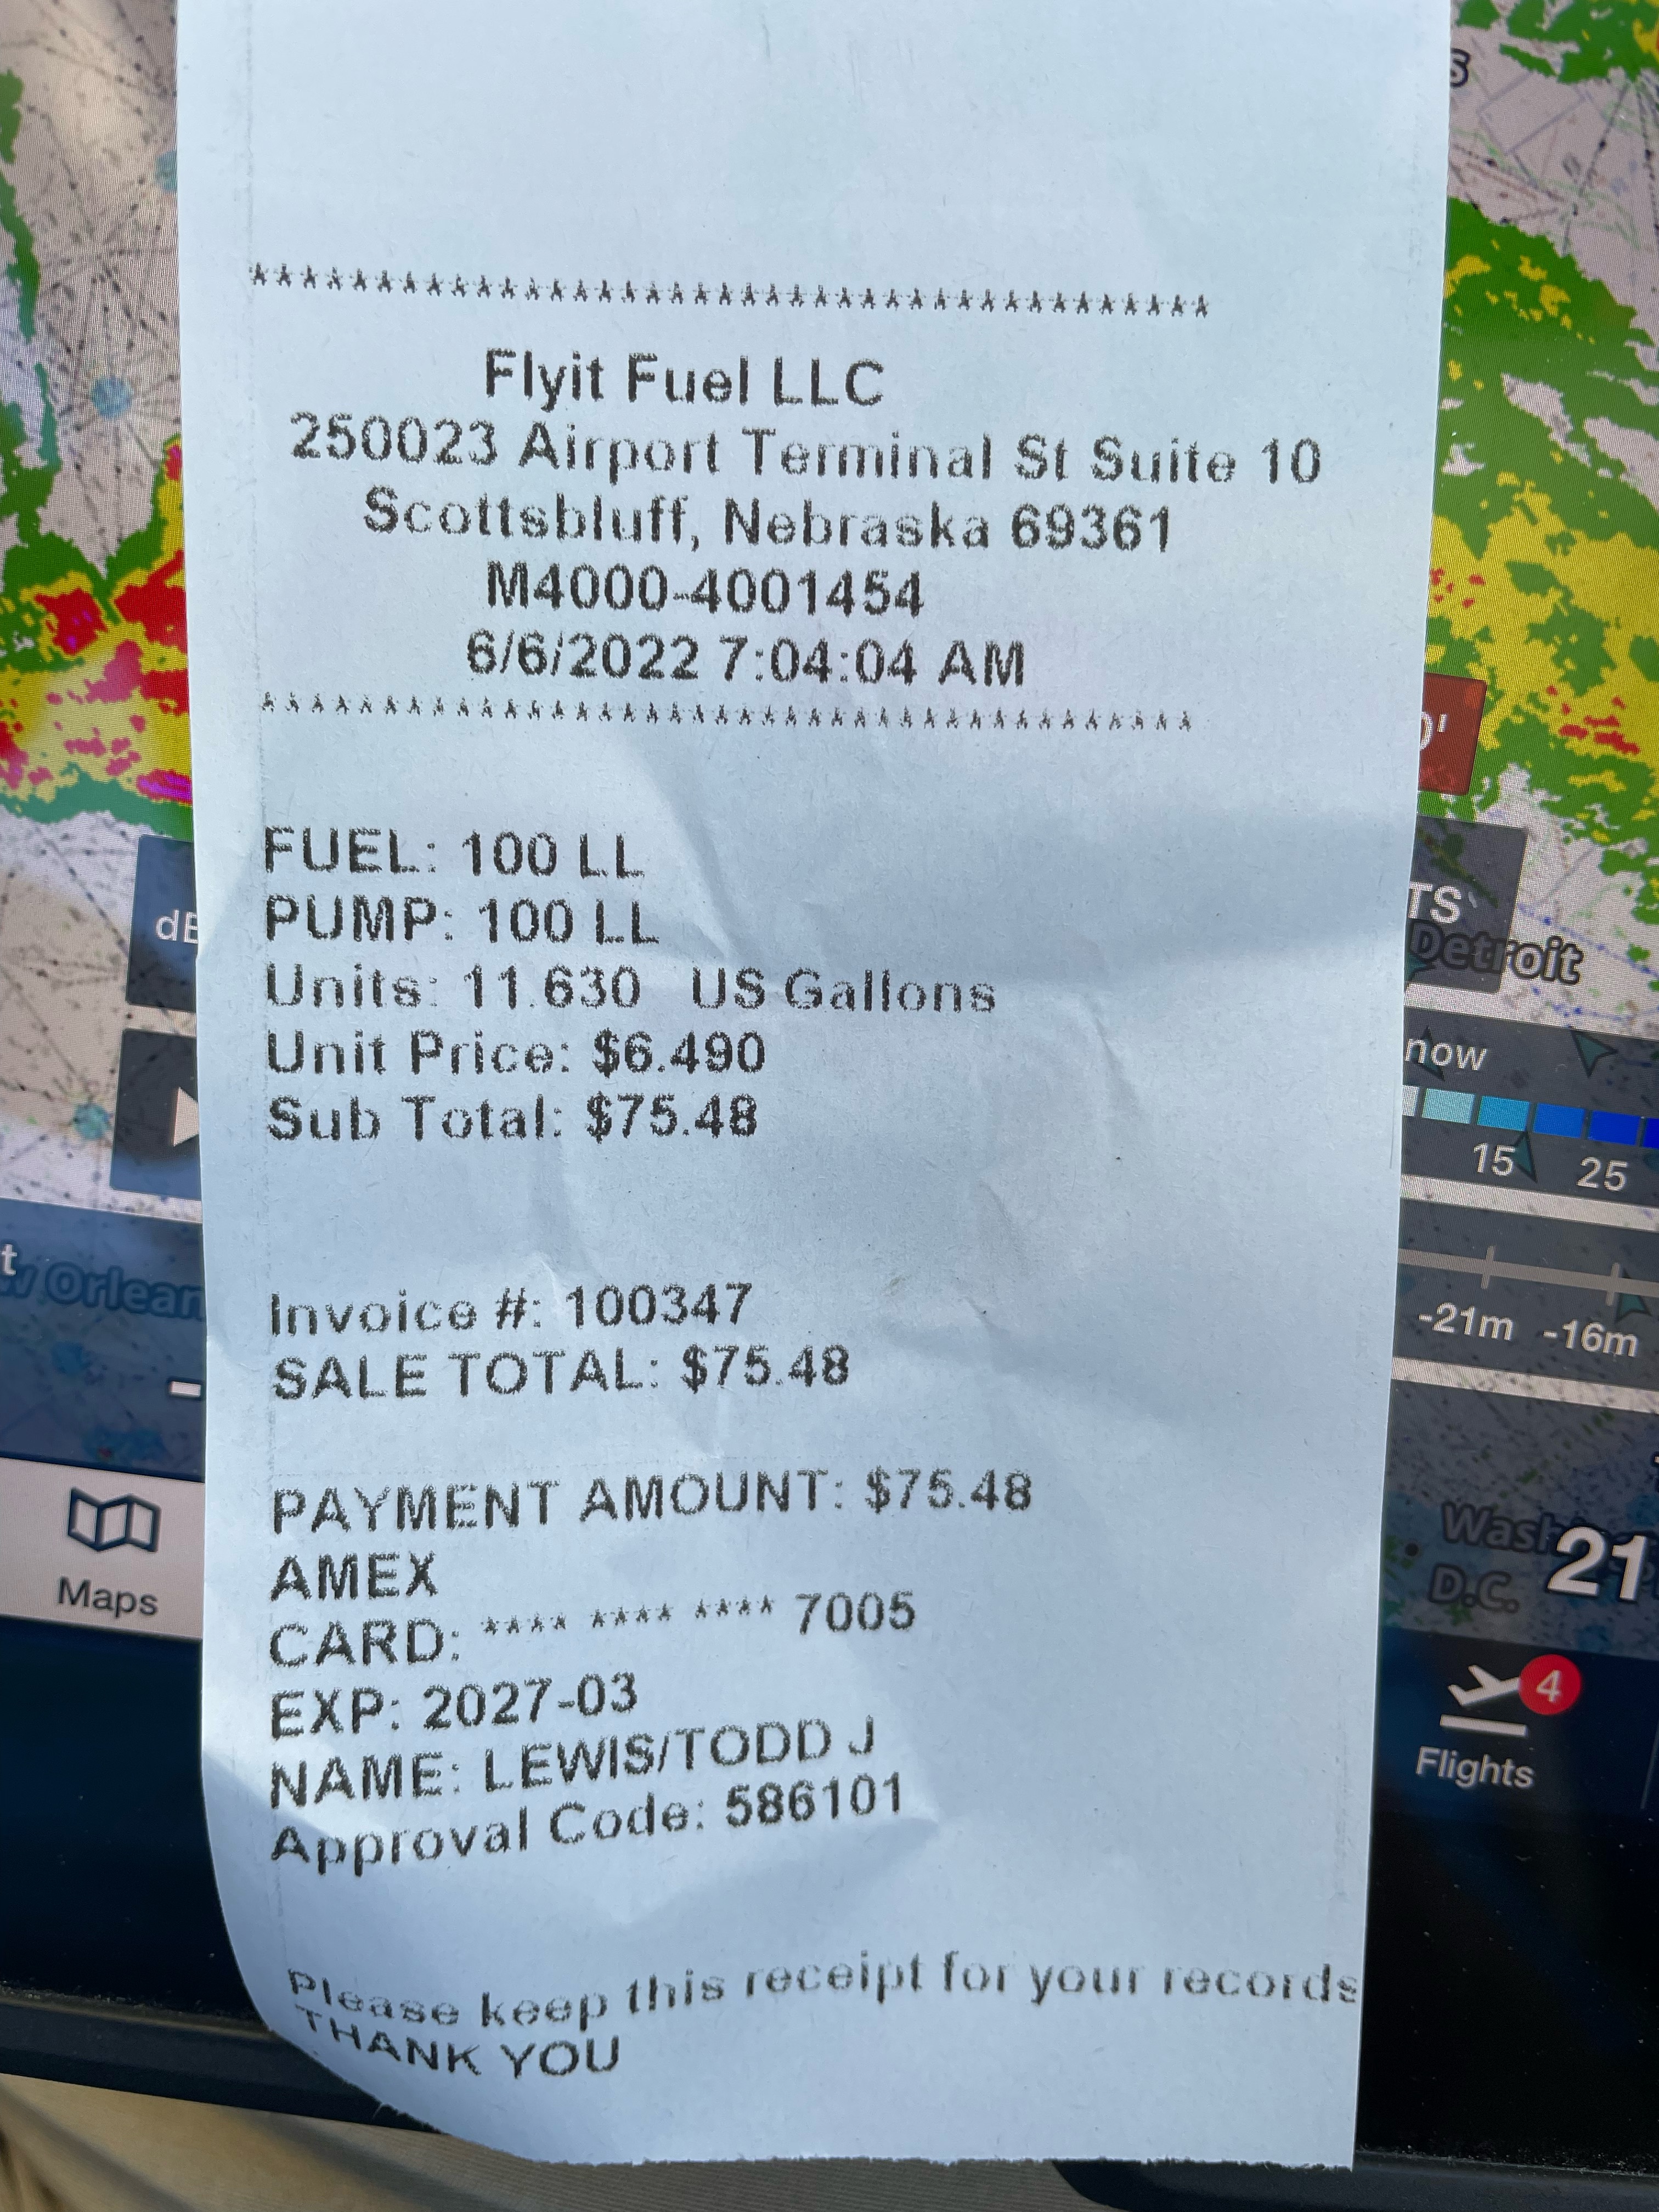 ****************************************
Flyit Fuel LLC
250023 Airport Terminal St Suite 10
Scottsbluff, Nebraska 69361
M4000-4001454
6/6/2022 7:04:04 AM
****************************************
FUEL: 100 LL
PUMP: 100 LL
Units: 11.630 US Gallons
Unit Price: $6.490
Sub Total: $75.48
Invoice #: 100347
SALE TOTAL: $75.48
PAYMENT AMOUNT: $75.48
AMEX
CARD: **** **** **** 7005
EXP: 2027-03
NAME: LEWIS/TODD J
Approval Code: 586101
Please keep this receipt for your records
THANK YOU
Maps
Detroit
now
15 25
-21m -16m
D.C.
21
4
Flights